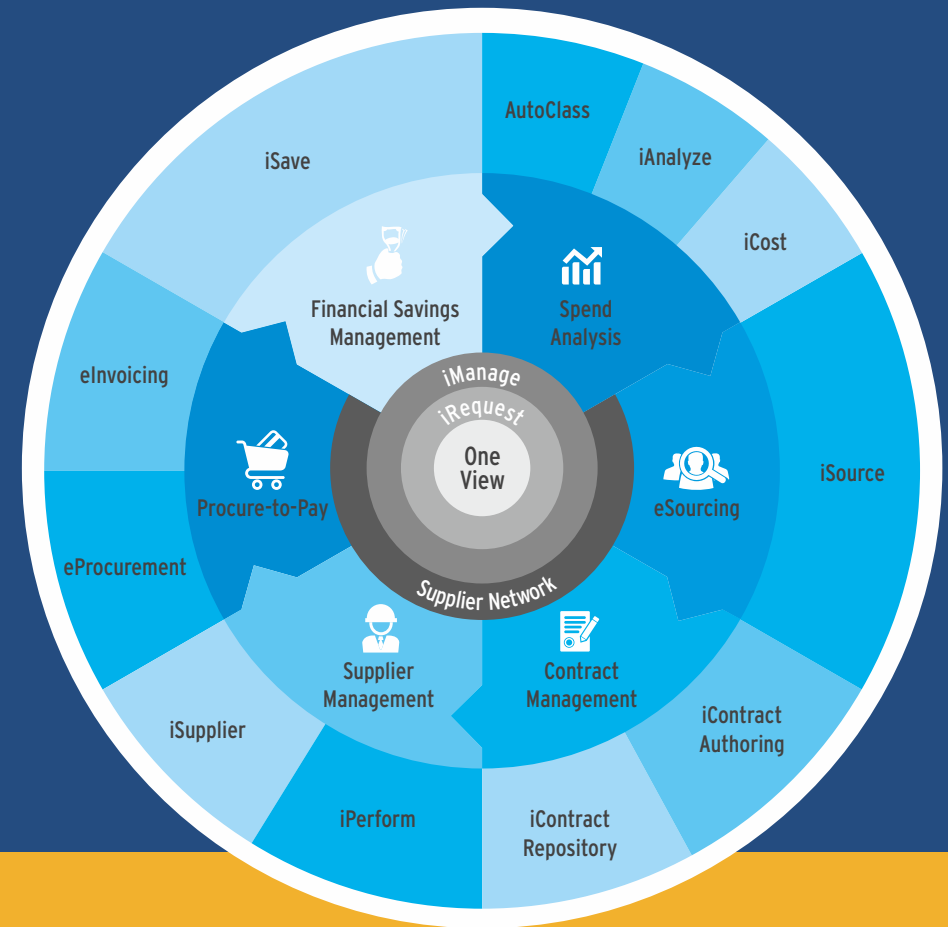 AutoClass
iAnalyze
iCost
iSource
iContract
Authoring
iContract
Repository
iPerform
iSupplier
eProcurement
eInvoicing
iSave
Financial Savings
Management
Spend
Analysis
eSourcing
Contract
Management
Supplier
Management
Procure-to-Pay
iManage
iRequest
One
View
Supplier Network